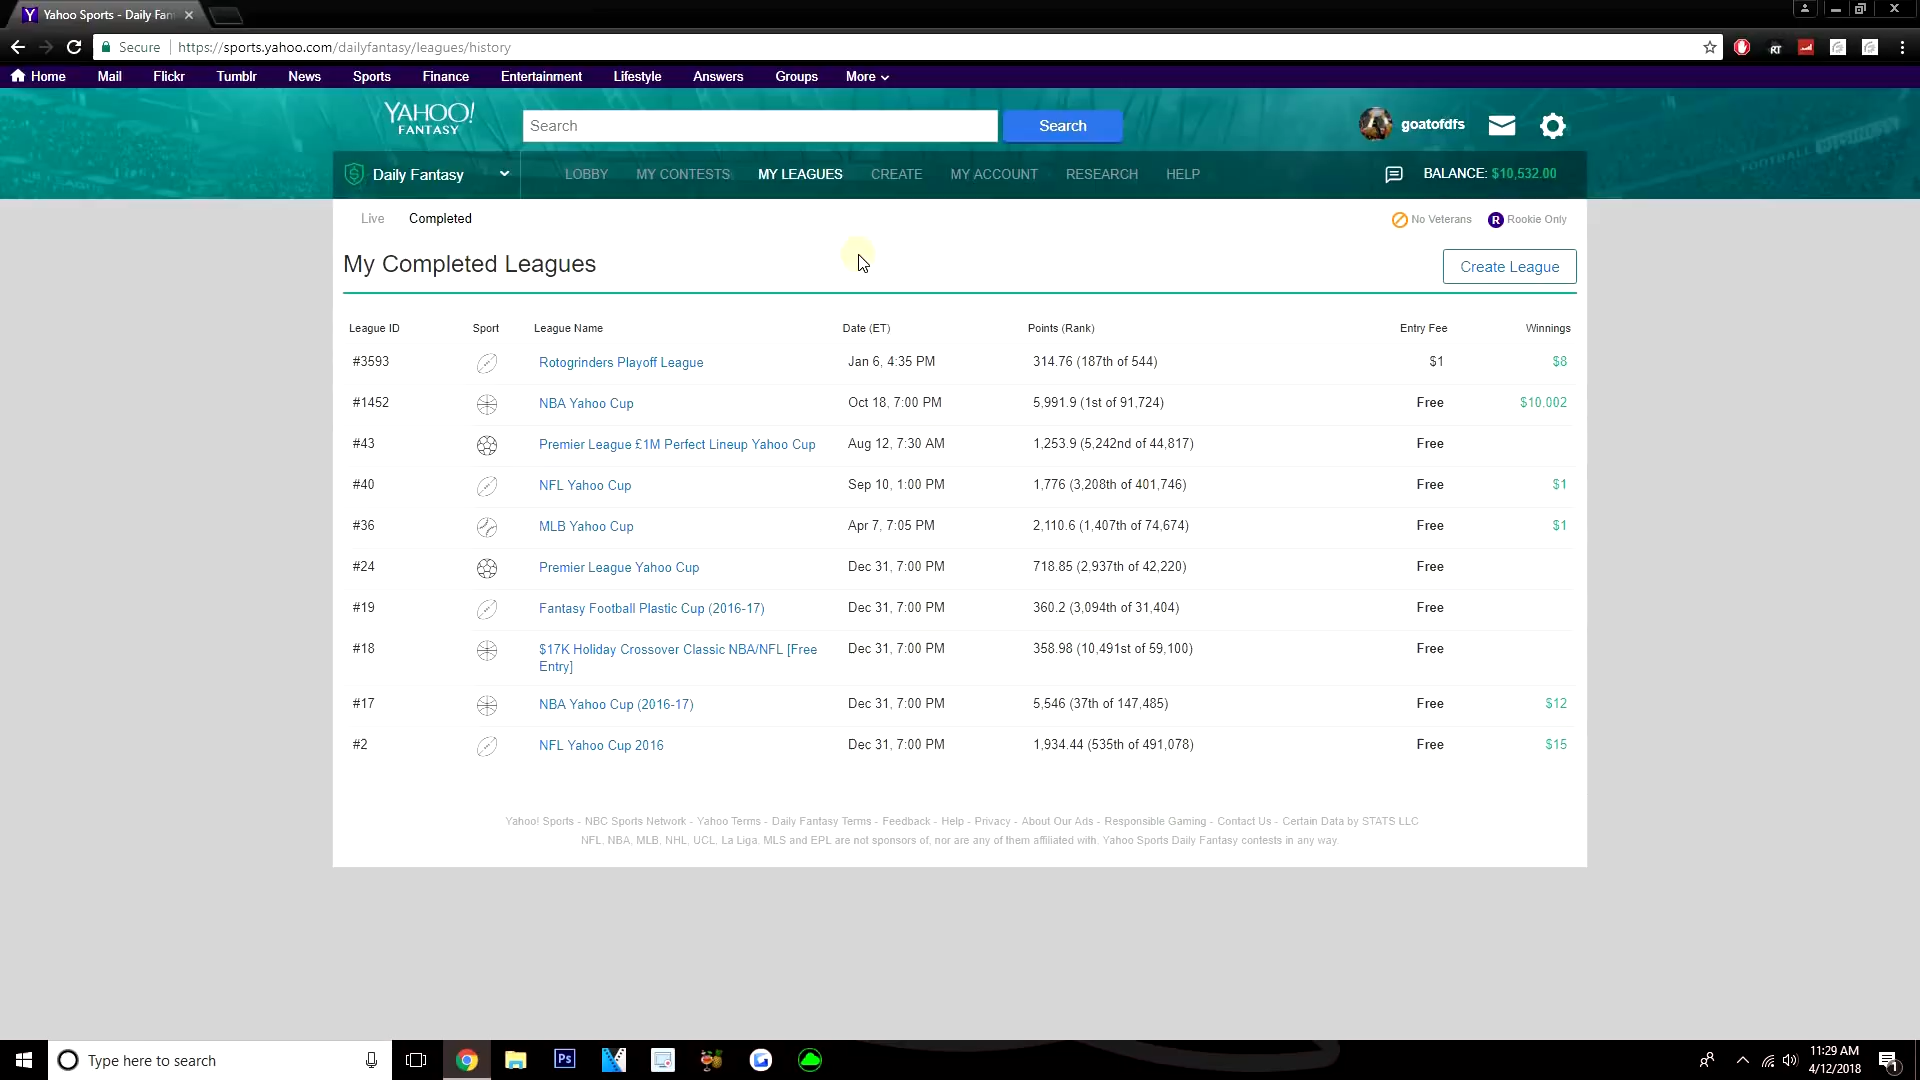 Yahoo Sports - Daily Fan
Secure https://sports.yahoo.com/dailyfantasy/leagues/history
Home Mail Flickr Tumblr News Sports Finance Entertainment Lifestyle Answers Groups More
YAHOO!
FANTASY
Search
Search
goatofdfs
Daily Fantasy LOBBY MY CONTESTS MY LEAGUES CREATE MY ACCOUNT RESEARCH HELP BALANCE: $10,532.00
Live Completed No Veterans R Rookie Only
My Completed Leagues Create League
League ID Sport League Name Date (ET) Points (Rank) Entry Fee Winnings
#3593 Rotogrinders Playoff League Jan 6, 4:35 PM 314.76 (187th of 544) $1 $8
#1452 NBA Yahoo Cup Oct 18, 7:00 PM 5,991.9 (1st of 91,724) Free $10,002
#43 Premier League £1M Perfect Lineup Yahoo Cup Aug 12, 7:30 AM 1,253.9 (5,242nd of 44,817) Free
#40 NFL Yahoo Cup Sep 10, 1:00 PM 1,776 (3,208th of 401,746) Free $1
#36 MLB Yahoo Cup Apr 7, 7:05 PM 2,110.6 (1,407th of 74,674) Free $1
#24 Premier League Yahoo Cup Dec 31, 7:00 PM 718.85 (2,937th of 42,220) Free
#19 Fantasy Football Plastic Cup (2016-17) Dec 31, 7:00 PM 360.2 (3,094th of 31,404) Free
#18 $17K Holiday Crossover Classic NBA/NFL [Free Dec 31, 7:00 PM 358.98 (10,491st of 59,100) Free
Entry]
#17 NBA Yahoo Cup (2016-17) Dec 31, 7:00 PM 5,546 (37th of 147,485) Free $12
#2 NFL Yahoo Cup 2016 Dec 31, 7:00 PM 1,934.44 (535th of 491,078) Free $15
Yahoo! Sports - NBC Sports Network - Yahoo Terms - Daily Fantasy Terms - Feedback - Help - Privacy - About Our Ads - Responsible Gaming - Contact Us - Certain Data by STATS LLC
NFL, NBA, MLB, NHL, UCL, La Liga, MLS and EPL are not sponsors of, nor are any of them affiliated with, Yahoo Sports Daily Fantasy contests in any way.
Type here to search
Ps
11:29 AM
4/12/2018
1